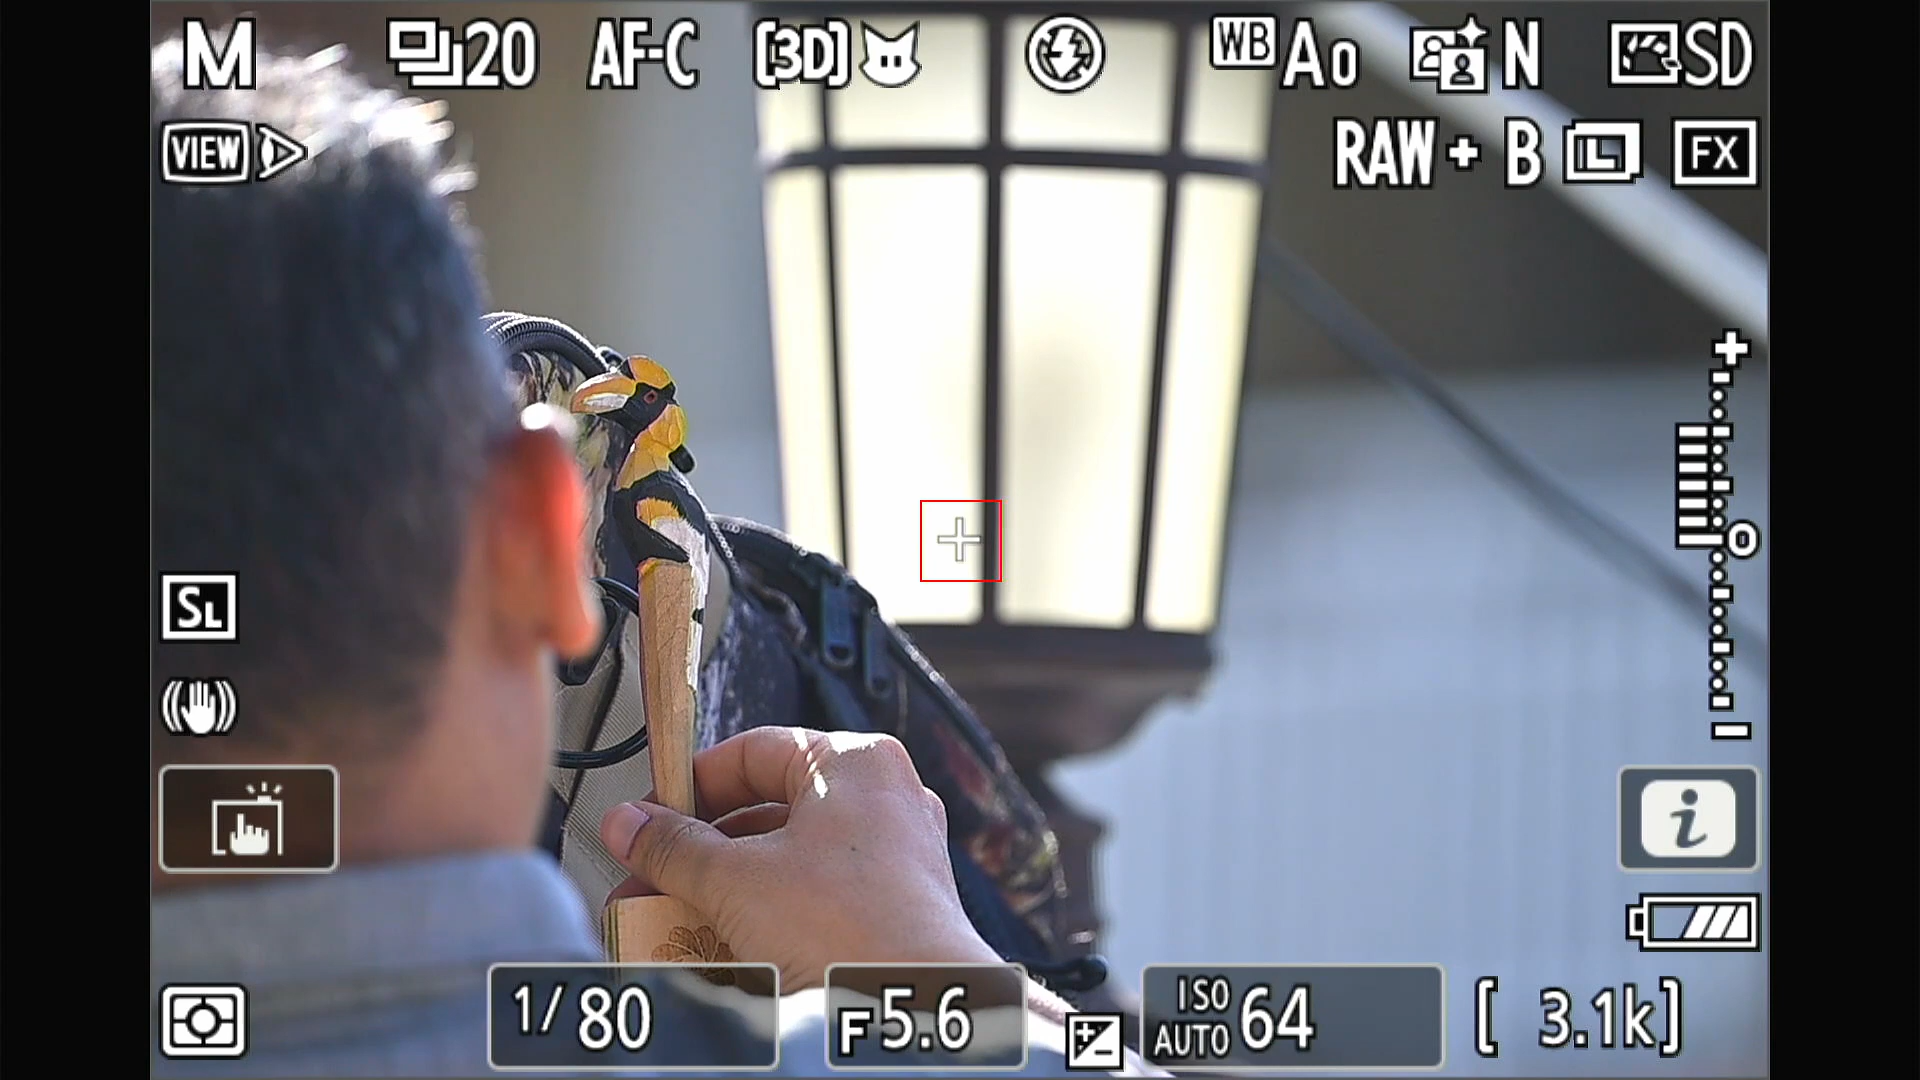 M 20 AF-C [3D] WB A0 N SD
VIEW RAW + B L FX
SL
i
1/80 F5.6 ISO AUTO 64 [ 3.1k]